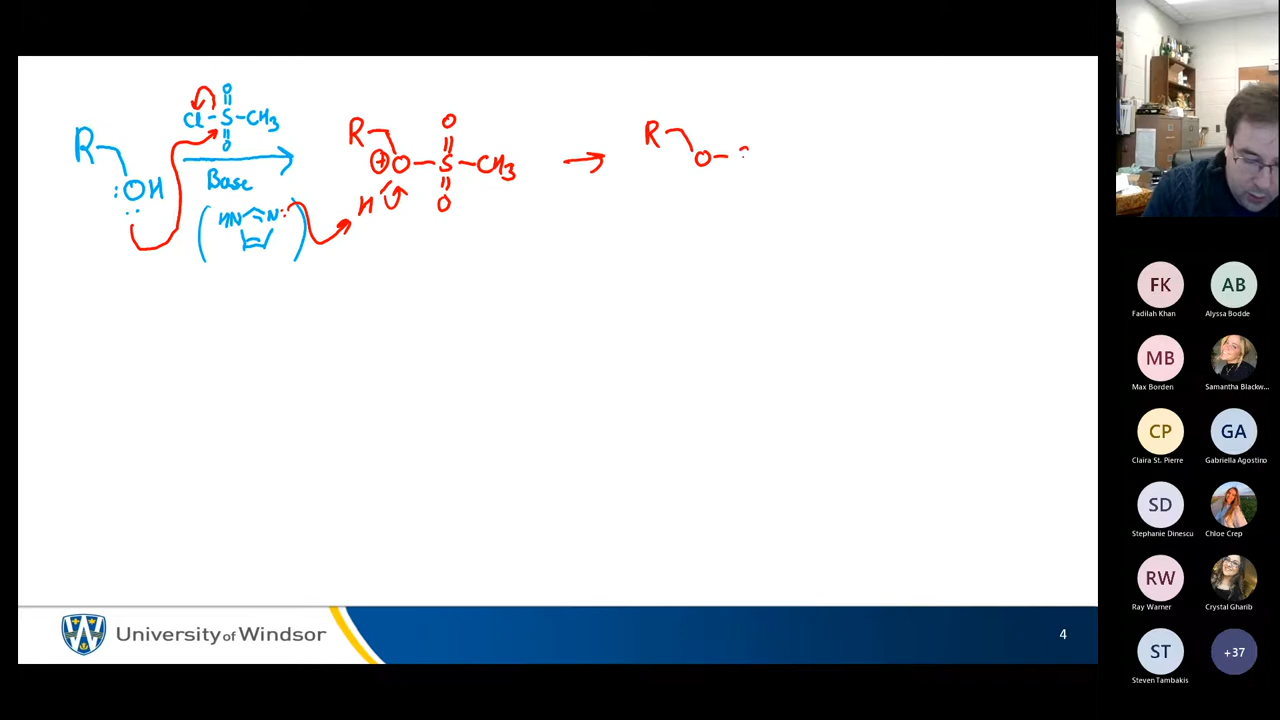 O
Cl-S-CH3
O
R
:OH
Base
(HN N:)
R
O
⊕O-S-CH3
O
H
R
O-
University of Windsor
4
FK
Fadilah Khan
AB
Alyssa Bodde
MB
Max Borden
Samantha Blackw...
CP
Claira St. Pierre
GA
Gabriella Agostino
SD
Stephanie Dinescu
Chloe Crep
RW
Ray Warner
Crystal Gharib
ST
Steven Tambakis
+37